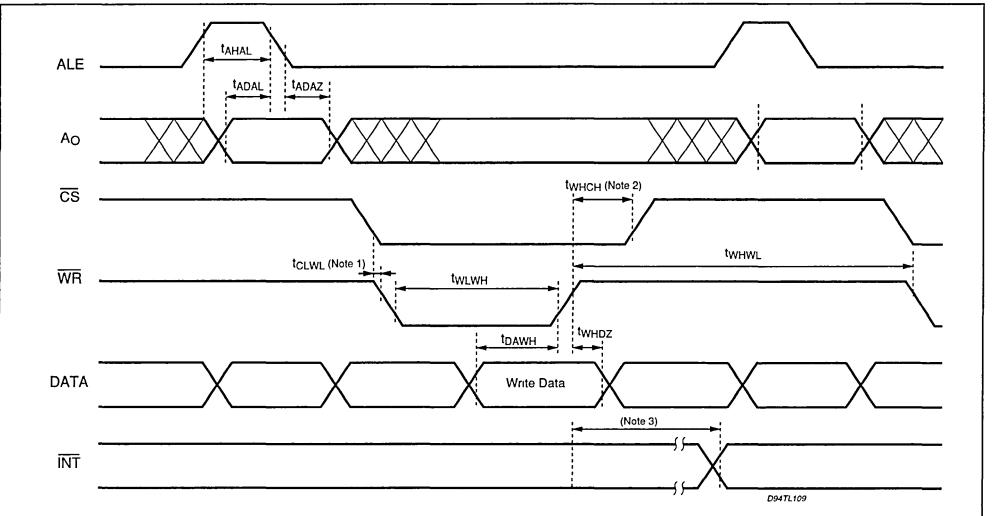 ALE
tAHAL
tADAL
tADAZ
AO
CS
tWHCH (Note 2)
tCLWL (Note 1)
tWHWL
WR
tWLWH
tDAWH
tWHDZ
DATA
Write Data
(Note 3)
INT
D94TL109